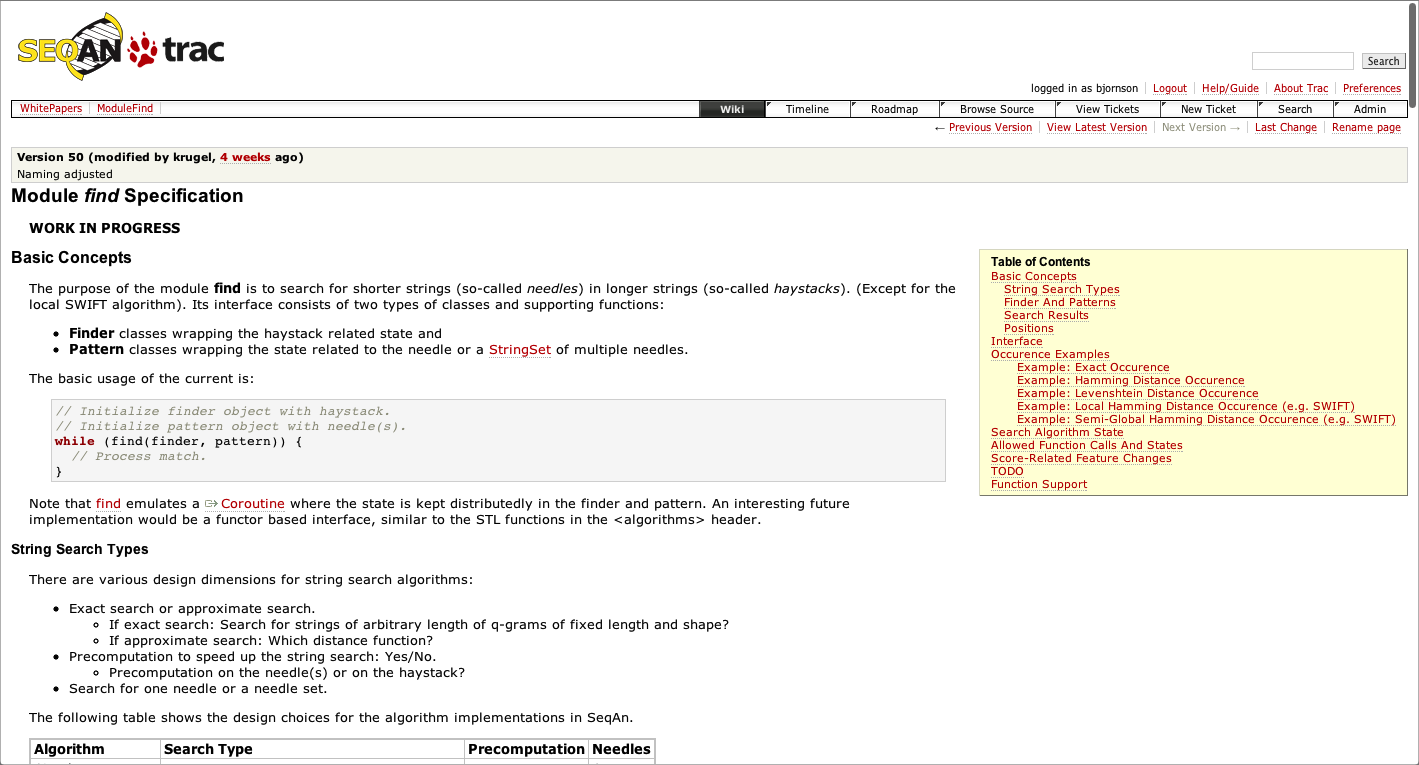 SEQAN trac
Search
logged in as bjornson Logout Help/Guide About Trac Preferences
WhitePapers ModuleFind Wiki Timeline Roadmap Browse Source View Tickets New Ticket Search Admin
← Previous Version View Latest Version Next Version → Last Change Rename page
Version 50 (modified by krugel, 4 weeks ago)
Naming adjusted
Module find Specification
WORK IN PROGRESS
Basic Concepts
The purpose of the module find is to search for shorter strings (so-called needles) in longer strings (so-called haystacks). (Except for the
local SWIFT algorithm). Its interface consists of two types of classes and supporting functions:
• Finder classes wrapping the haystack related state and
• Pattern classes wrapping the state related to the needle or a StringSet of multiple needles.
The basic usage of the current is:
// Initialize finder object with haystack.
// Initialize pattern object with needle(s).
while (find(finder, pattern)) {
// Process match.
}
Note that find emulates a Coroutine where the state is kept distributedly in the finder and pattern. An interesting future
implementation would be a functor based interface, similar to the STL functions in the <algorithms> header.
Table of Contents
Basic Concepts
String Search Types
Finder And Patterns
Search Results
Positions
Interface
Occurence Examples
Example: Exact Occurence
Example: Hamming Distance Occurence
Example: Levenshtein Distance Occurence
Example: Local Hamming Distance Occurence (e.g. SWIFT)
Example: Semi-Global Hamming Distance Occurence (e.g. SWIFT)
Search Algorithm State
Allowed Function Calls And States
Score-Related Feature Changes
TODO
Function Support
String Search Types
There are various design dimensions for string search algorithms:
• Exact search or approximate search.
◦ If exact search: Search for strings of arbitrary length of q-grams of fixed length and shape?
◦ If approximate search: Which distance function?
• Precomputation to speed up the string search: Yes/No.
◦ Precomputation on the needle(s) or on the haystack?
• Search for one needle or a needle set.
The following table shows the design choices for the algorithm implementations in SeqAn.
Algorithm Search Type Precomputation Needles